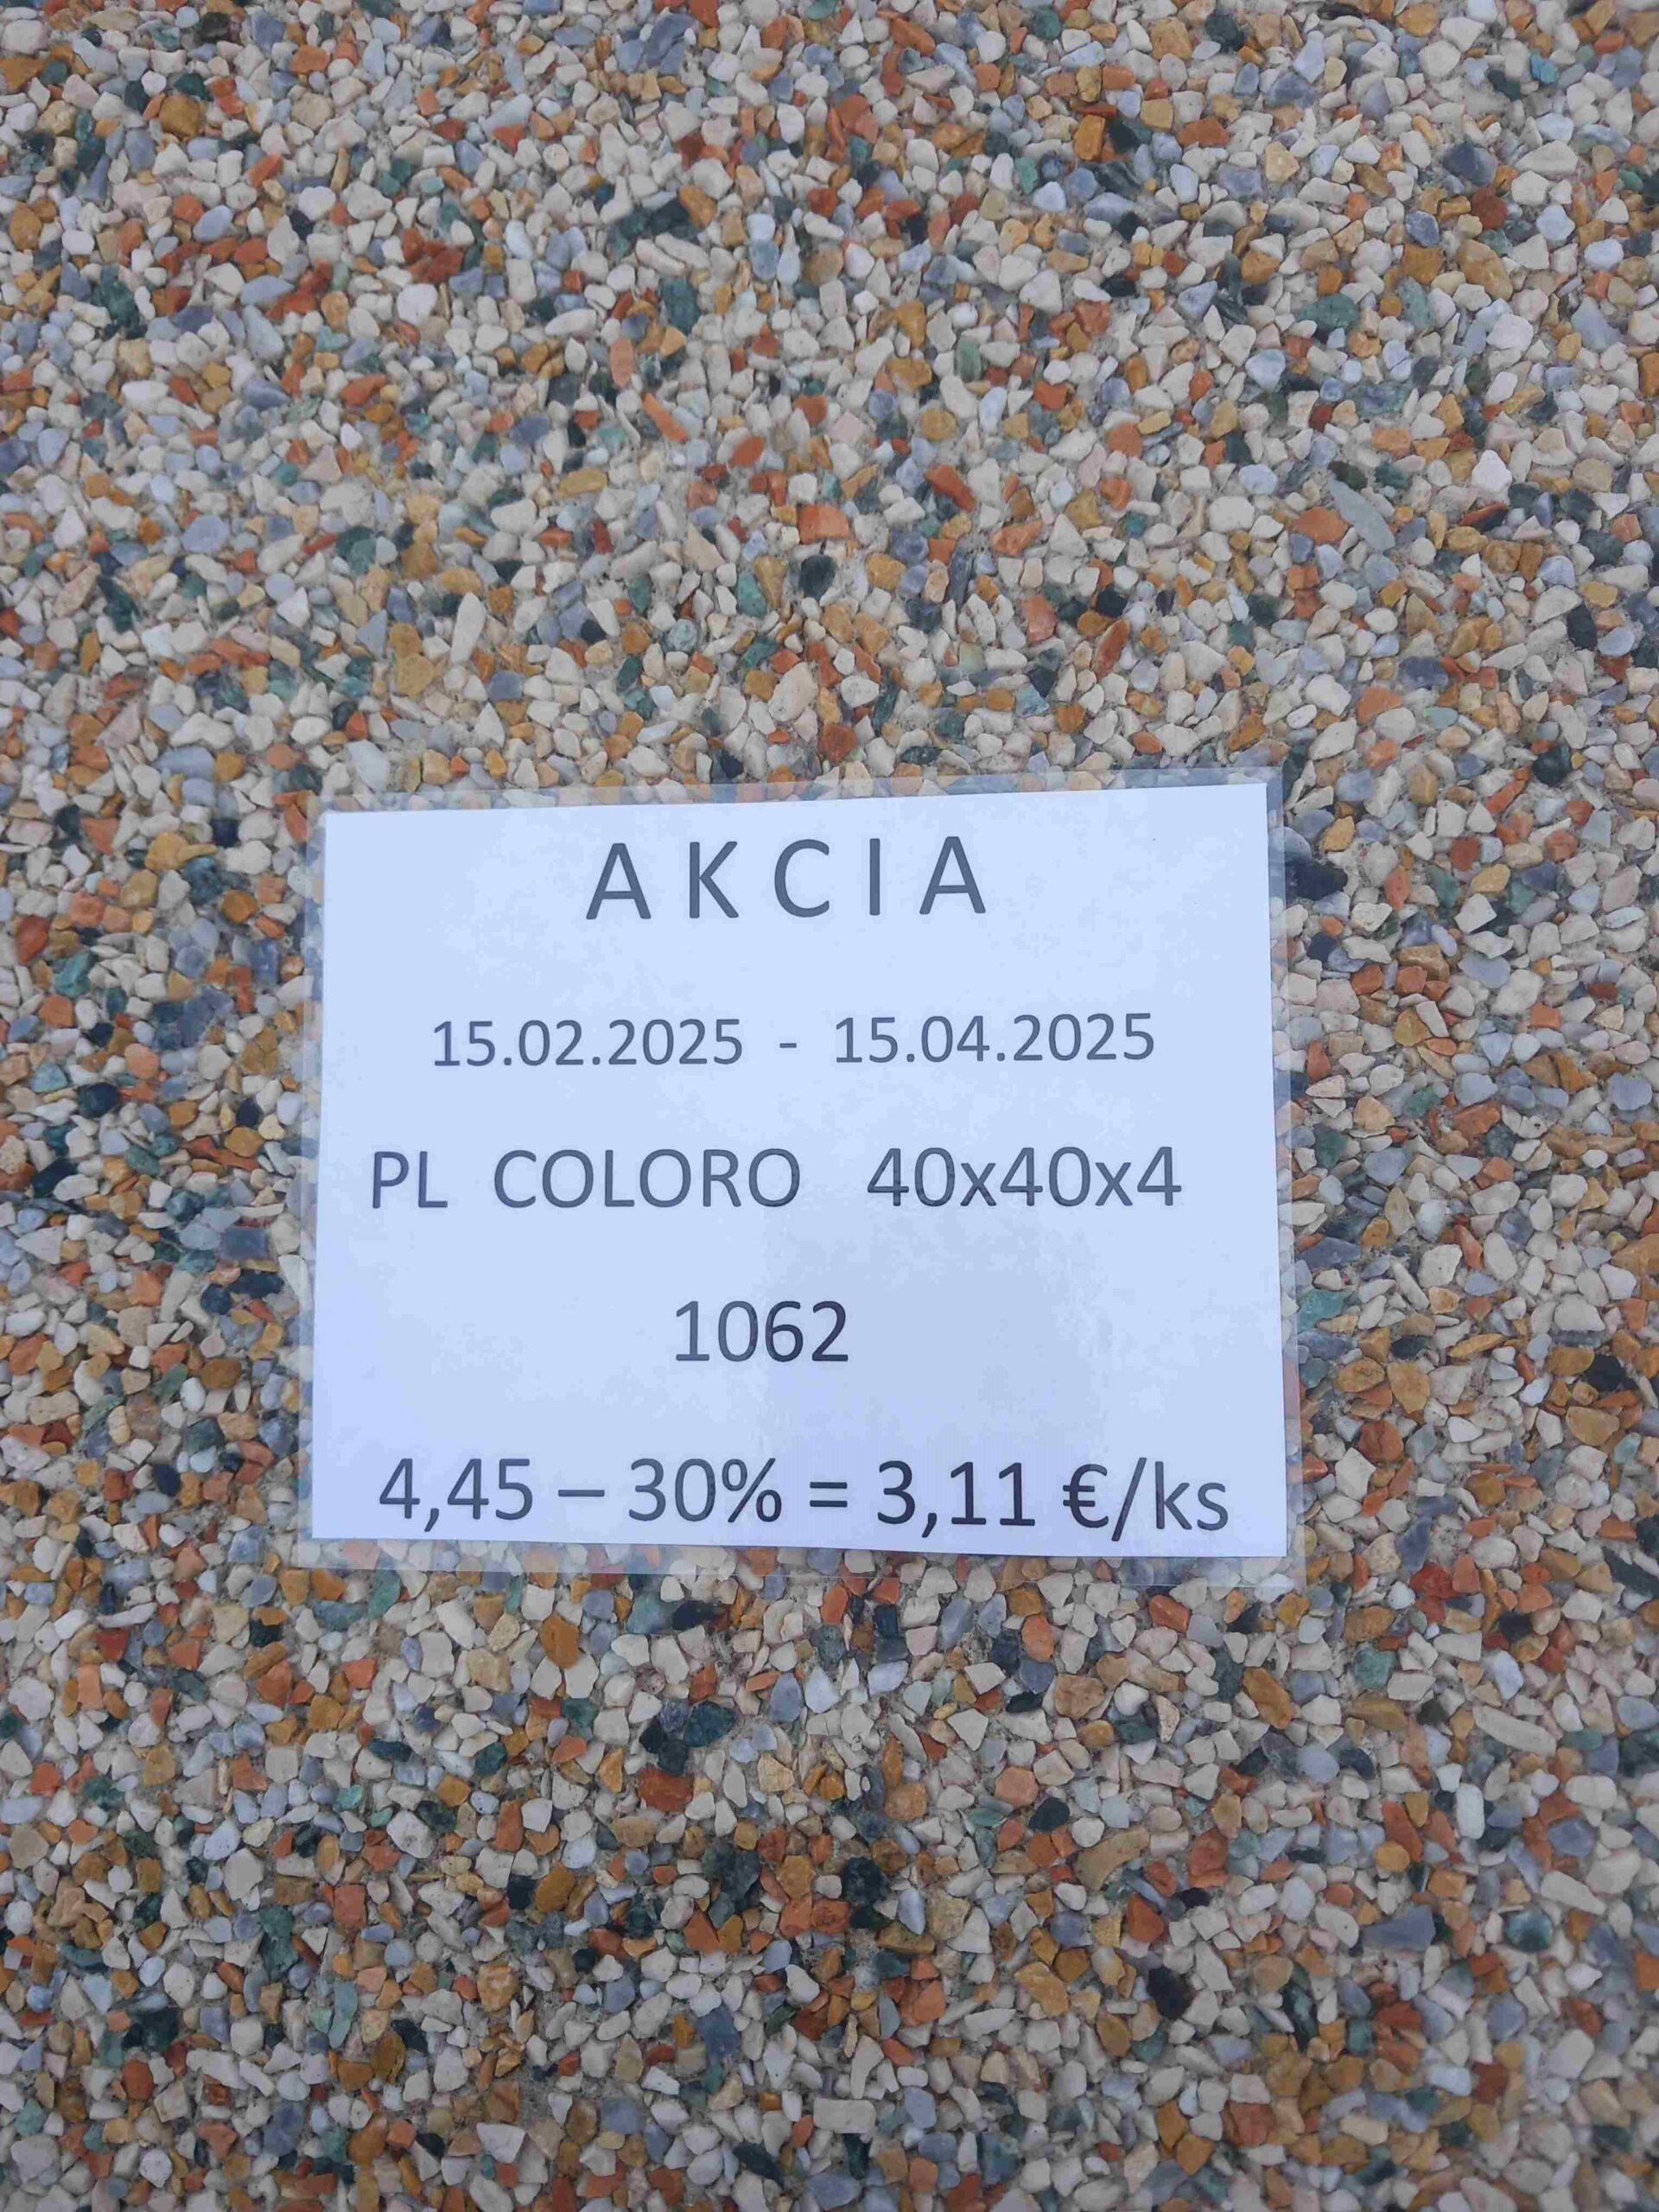 A K C I A
15.02.2025 - 15.04.2025
PL COLORO 40x40x4
1062
4,45 – 30% = 3,11 €/ks